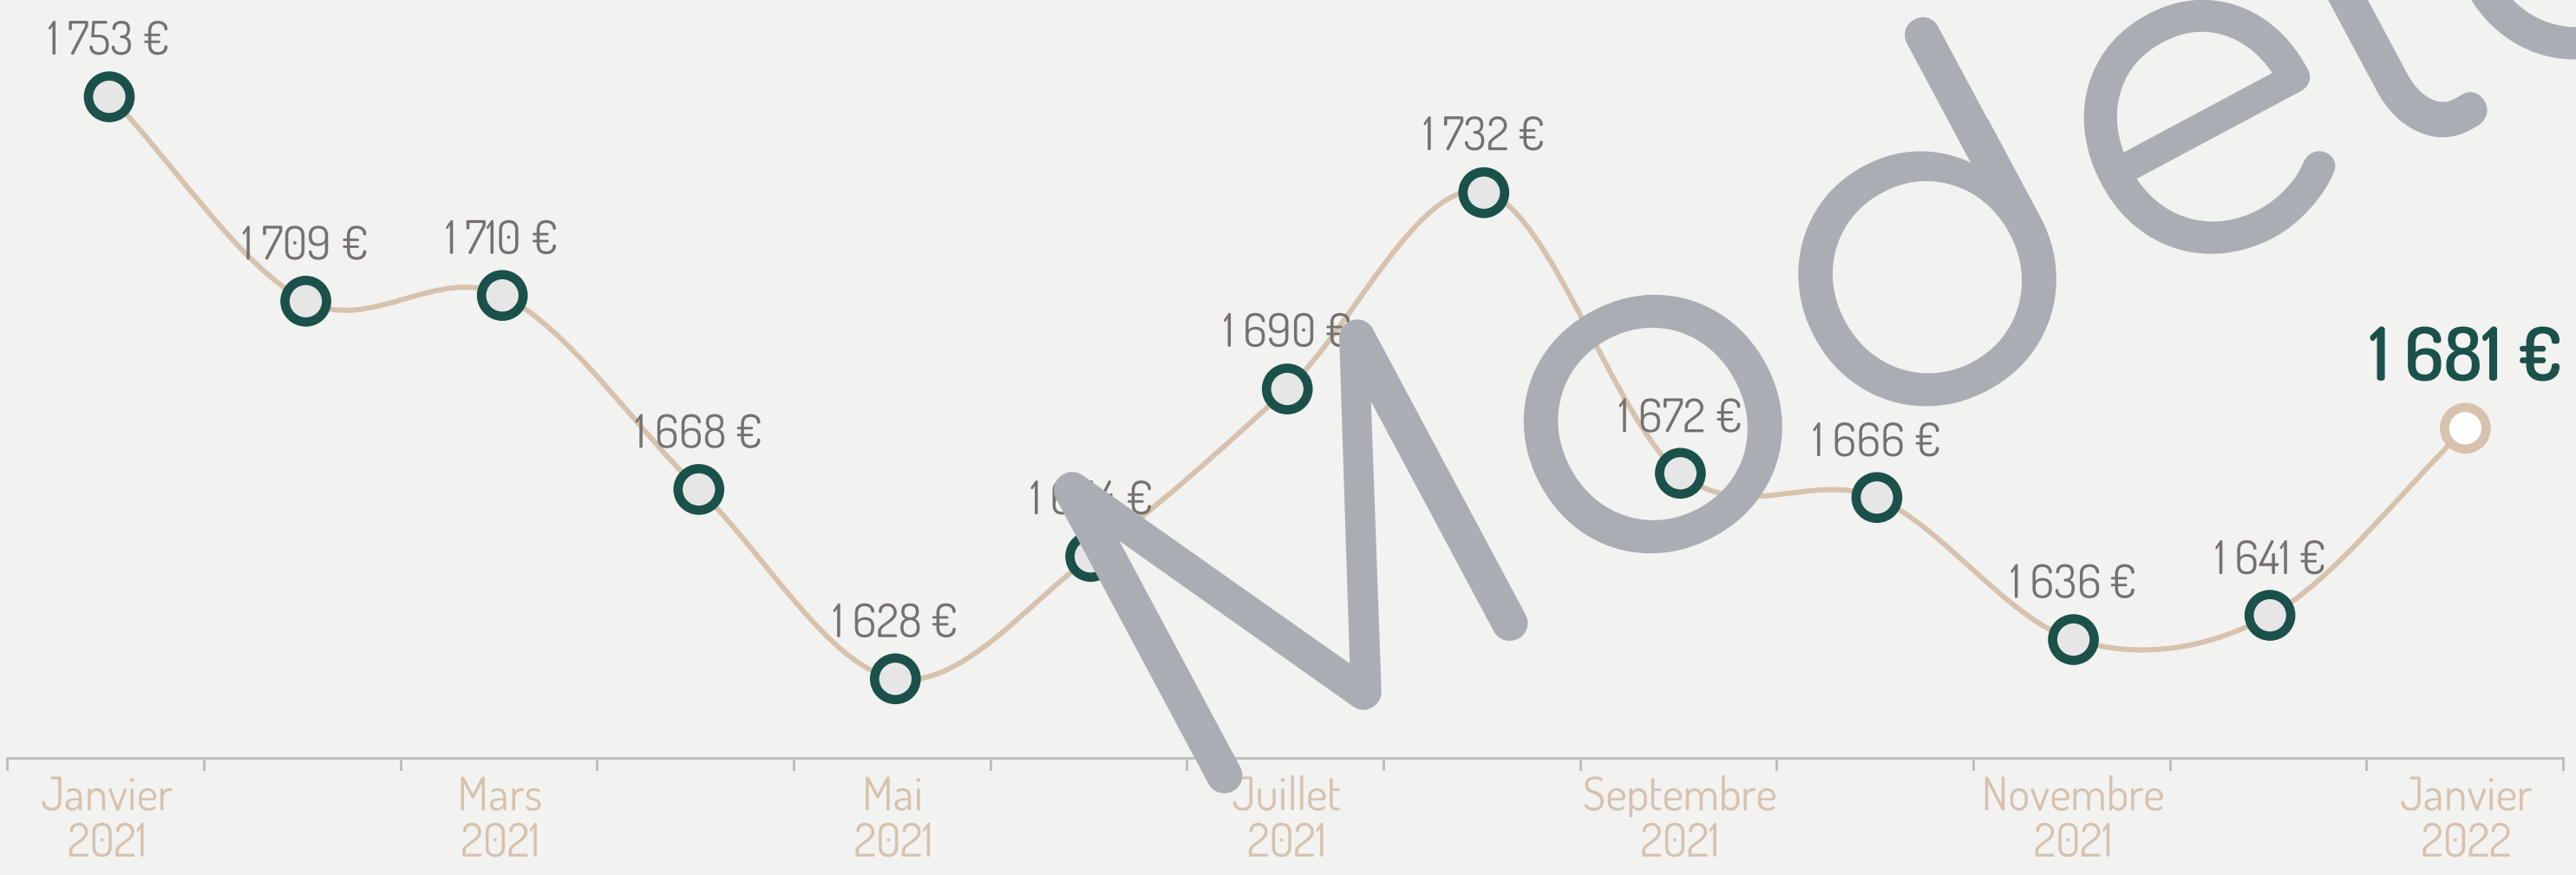 1 753 €
1 709 €
1 710 €
1 668 €
1 628 €
1 690 €
1 732 €
1 672 €
1 666 €
1 636 €
1 641 €
1 681 €
Janvier
2021
Mars
2021
Mai
2021
Juillet
2021
Septembre
2021
Novembre
2021
Janvier
2022